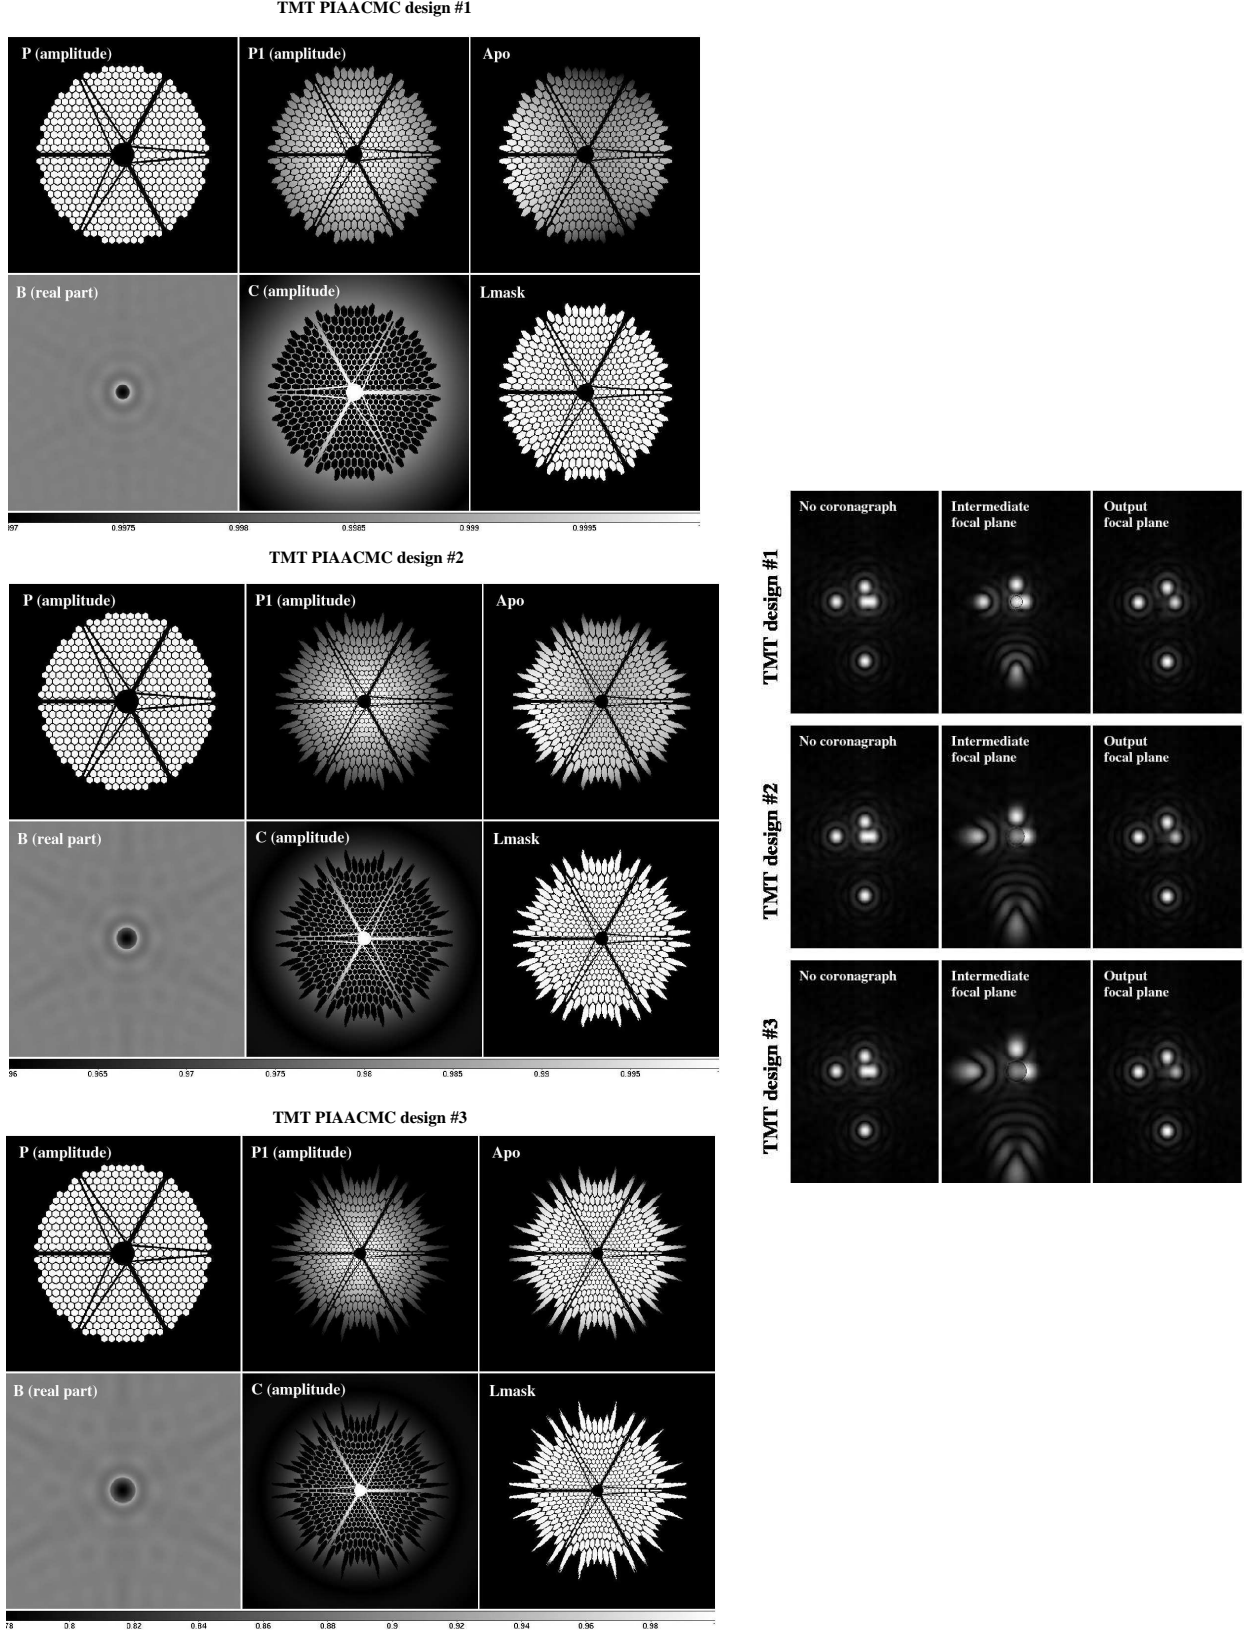 TMT PIAACMC design #1
P (amplitude)
P1 (amplitude)
Apo
B (real part)
C (amplitude)
Lmask
97 0.9975 0.998 0.9985 0.999 0.9995
TMT PIAACMC design #2
P (amplitude)
P1 (amplitude)
Apo
B (real part)
C (amplitude)
Lmask
96 0.965 0.97 0.975 0.98 0.985 0.99 0.995
TMT PIAACMC design #3
P (amplitude)
P1 (amplitude)
Apo
B (real part)
C (amplitude)
Lmask
78 0.8 0.82 0.84 0.86 0.88 0.9 0.92 0.94 0.96 0.98
TMT design #1
No coronagraph
Intermediate
focal plane
Output
focal plane
TMT design #2
No coronagraph
Intermediate
focal plane
Output
focal plane
TMT design #3
No coronagraph
Intermediate
focal plane
Output
focal plane